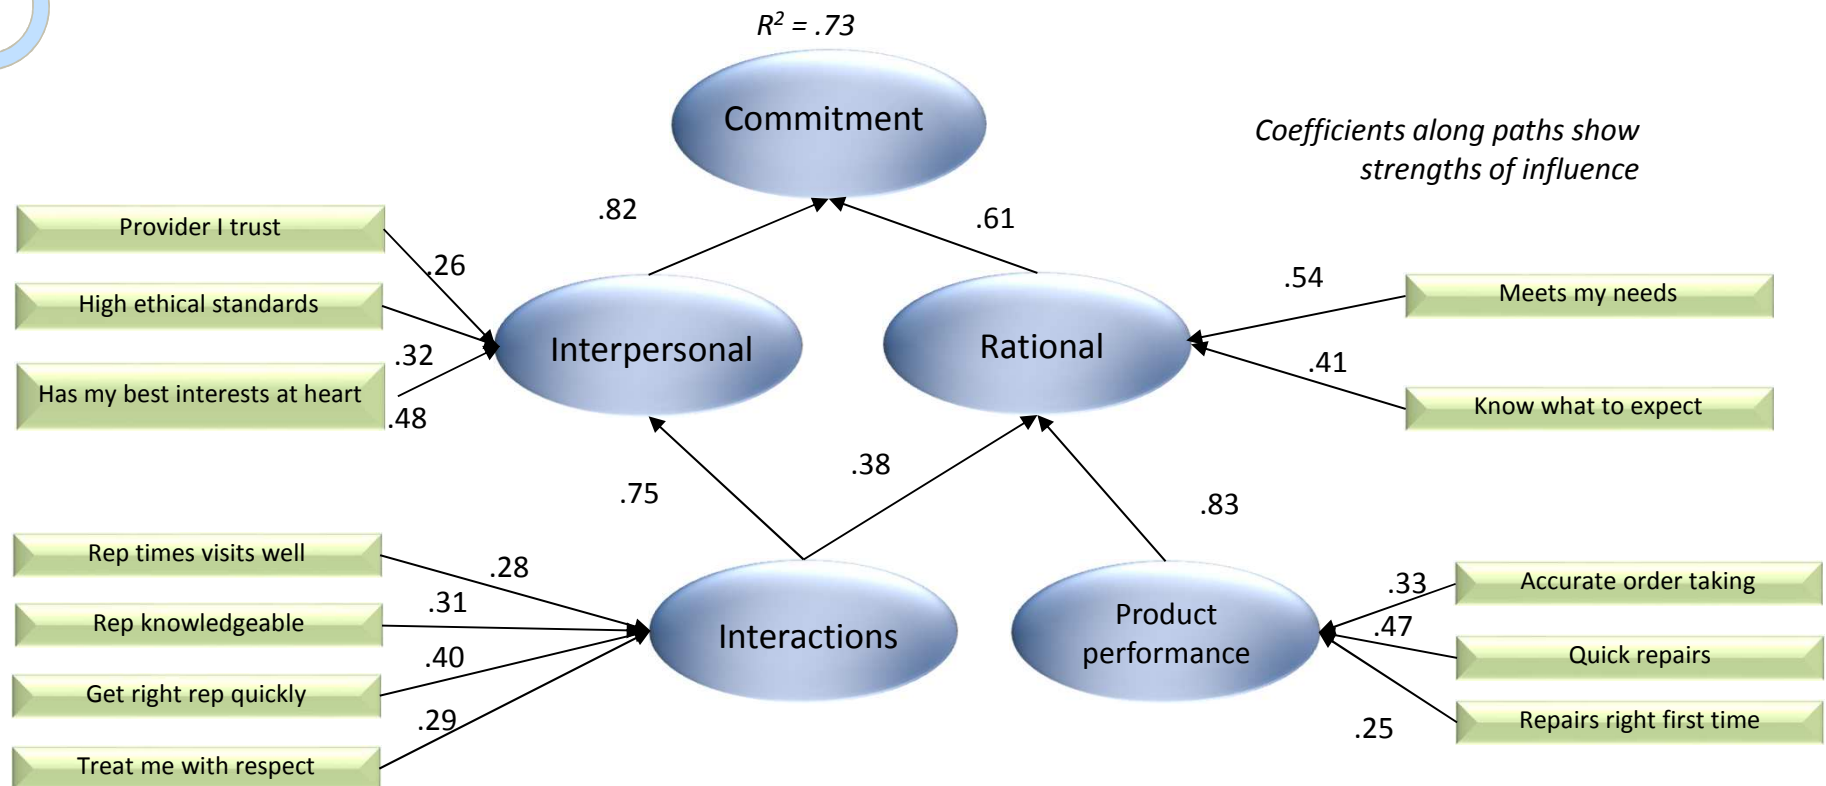 R² = .73
Commitment
Coefficients along paths show
strengths of influence
.82
.61
Provider I trust
.26
High ethical standards
.32
Has my best interests at heart
.48
Interpersonal
Rational
.54
Meets my needs
.41
Know what to expect
.75
.38
.83
Rep times visits well
.28
Rep knowledgeable
.31
Get right rep quickly
.40
Treat me with respect
.29
Interactions
Product
performance
.33
Accurate order taking
.47
Quick repairs
.25
Repairs right first time